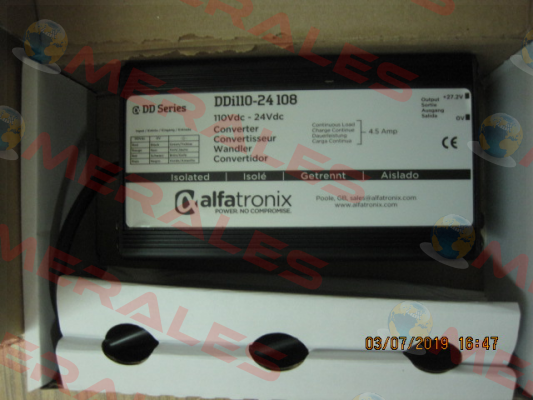 DD Series
DDi110-24 108
110Vdc - 24Vdc
Converter
Convertisseur
Wandler
Convertidor
Continuous Load
Charge Continue
Dauerleistung
Carga Continua
4.5 Amp
Output
Sortie
Ausgang
Salida
+27.2V
0V
CE
Isolated | Isolé | Getrennt | Aislado
alfatronix
POWER. NO COMPROMISE.
Poole, GB, sales@alfatronix.com
www.alfatronix.com
MERALES
MERALES
MERALES
03/07/2019 16:47